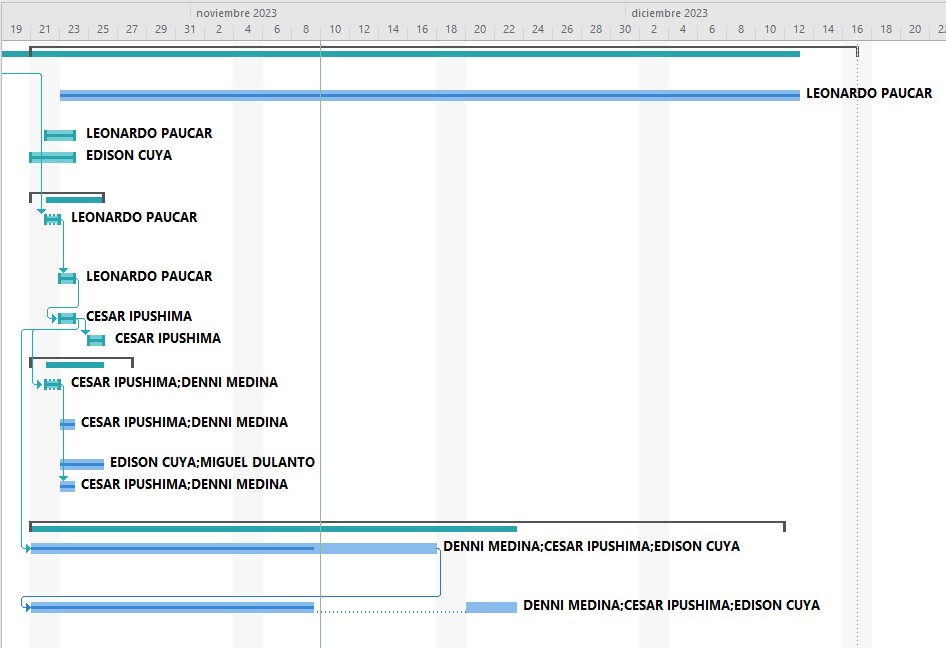 noviembre 2023 diciembre 2023
19 21 23 25 27 29 31 2 4 6 8 10 12 14 16 18 20 22 24 26 28 30 2 4 6 8 10 12 14 16 18 20 22
LEONARDO PAUCAR
LEONARDO PAUCAR
EDISON CUYA
LEONARDO PAUCAR
LEONARDO PAUCAR
CESAR IPUSHIMA
CESAR IPUSHIMA
CESAR IPUSHIMA;DENNI MEDINA
CESAR IPUSHIMA;DENNI MEDINA
EDISON CUYA;MIGUEL DULANTO
CESAR IPUSHIMA;DENNI MEDINA
DENNI MEDINA;CESAR IPUSHIMA;EDISON CUYA
DENNI MEDINA;CESAR IPUSHIMA;EDISON CUYA